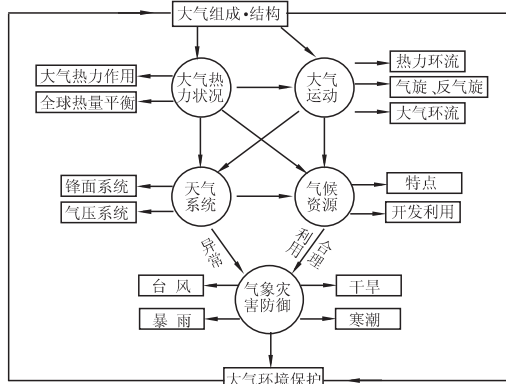 大气组成·结构
大气热力作用
全球热量平衡
大气热
力状况
大气
运动
热力环流
气旋、反气旋
大气环流
锋面系统
气压系统
天气
系统
气候
资源
特点
开发利用
异常
合理
利用
台风
暴雨
气象灾
害防御
干旱
寒潮
大气环境保护